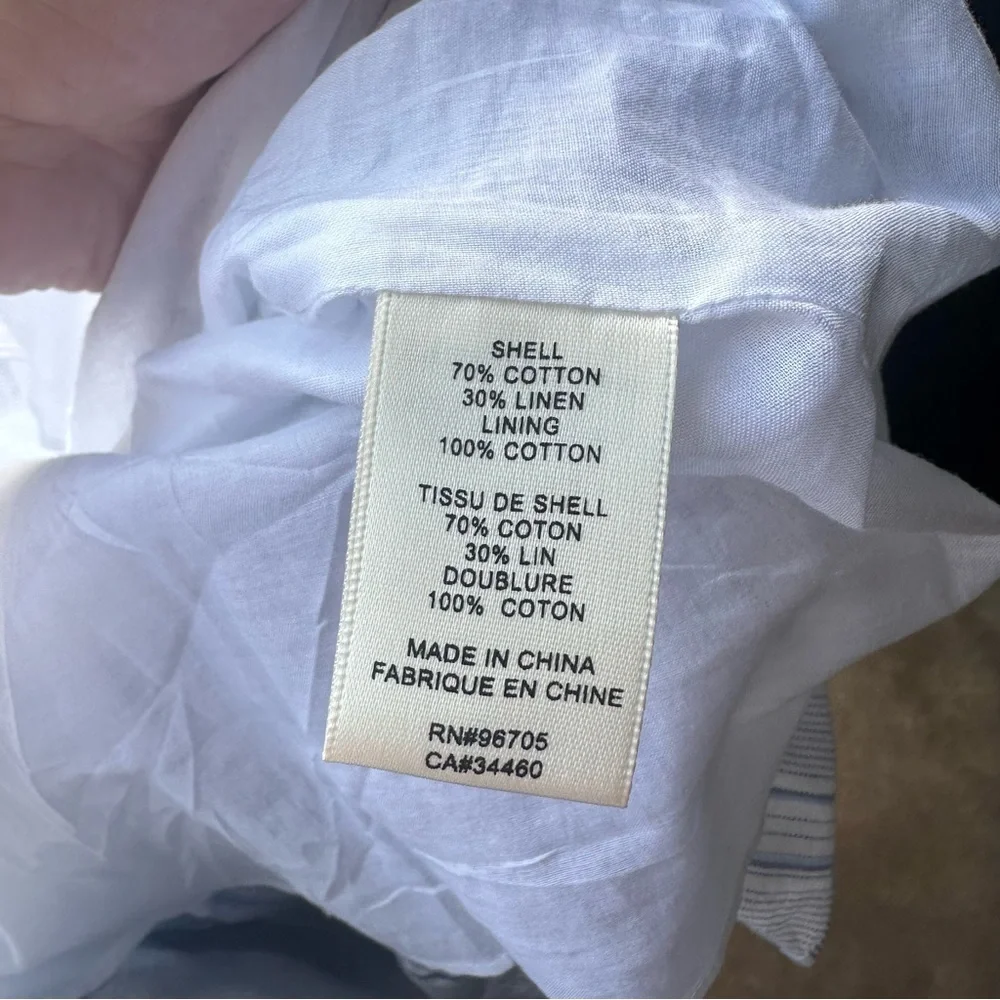 SHELL
70% COTTON
30% LINEN
LINING
100% COTTON
TISSU DE SHELL
70% COTON
30% LIN
DOUBLURE
100% COTON
MADE IN CHINA
FABRIQUE EN CHINE
RN#96705
CA#34460